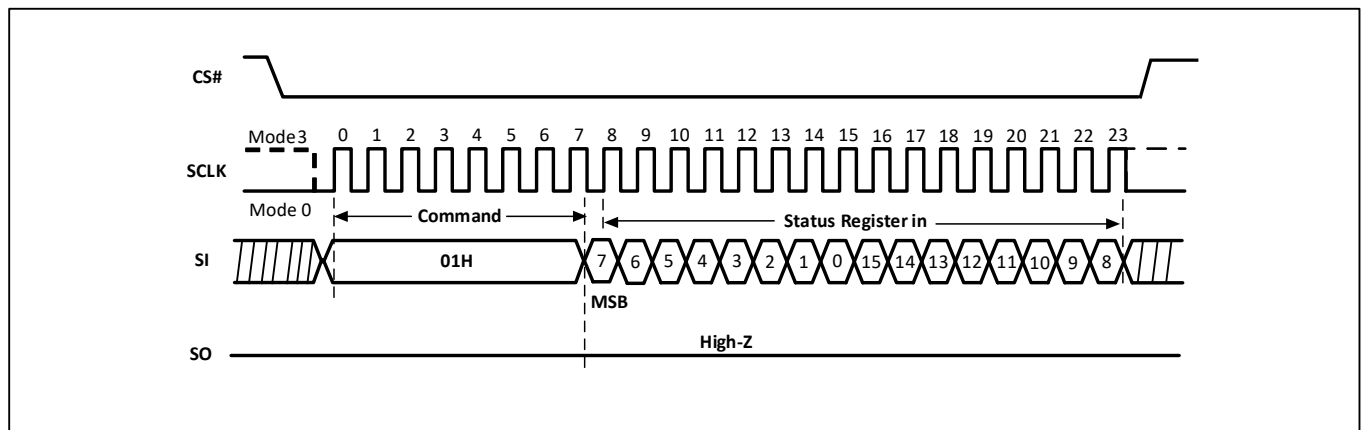 CS#
Mode3 0 1 2 3 4 5 6 7 8 9 10 11 12 13 14 15 16 17 18 19 20 21 22 23
SCLK
Mode 0 Command Status Register in
SI 01H 7 6 5 4 3 2 1 0 15 14 13 12 11 10 9 8
MSB
High-Z
SO